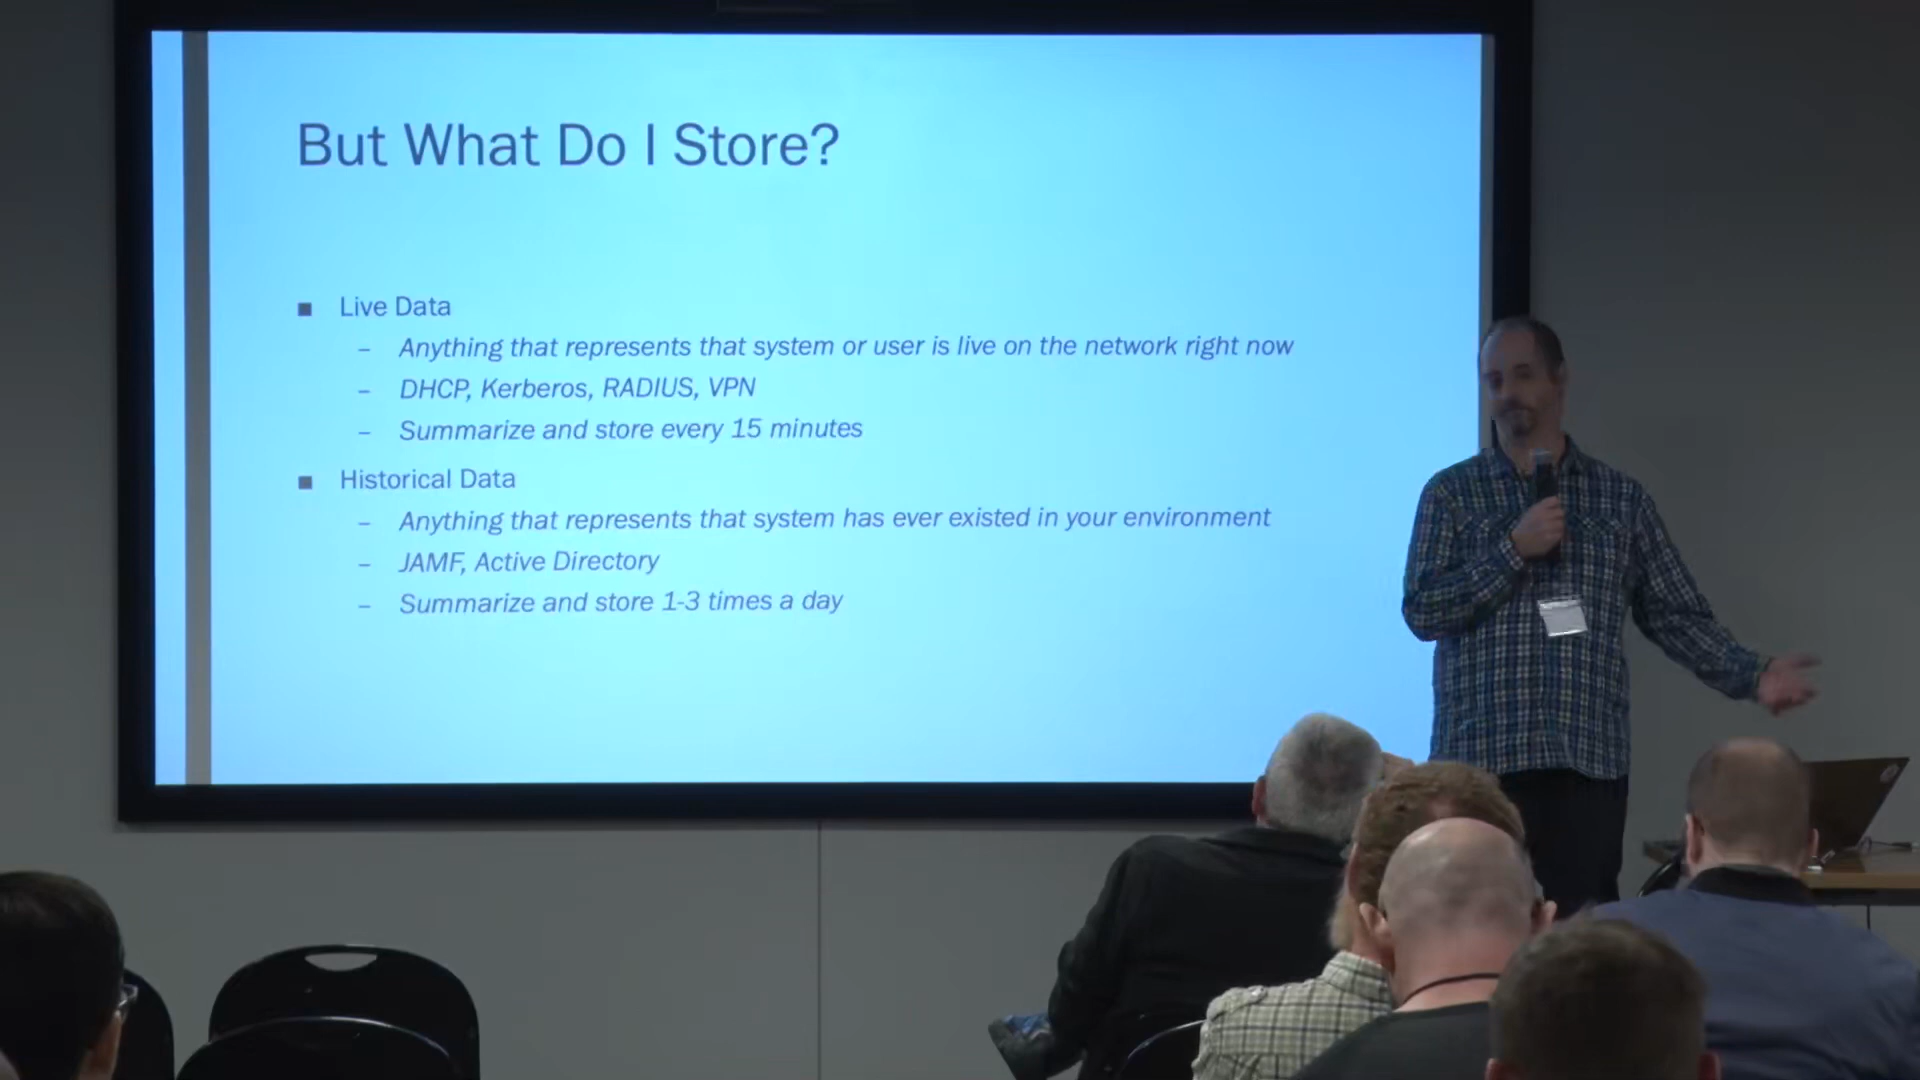 But What Do I Store?
■ Live Data
– Anything that represents that system or user is live on the network right now
– DHCP, Kerberos, RADIUS, VPN
– Summarize and store every 15 minutes
■ Historical Data
– Anything that represents that system has ever existed in your environment
– JAMF, Active Directory
– Summarize and store 1-3 times a day